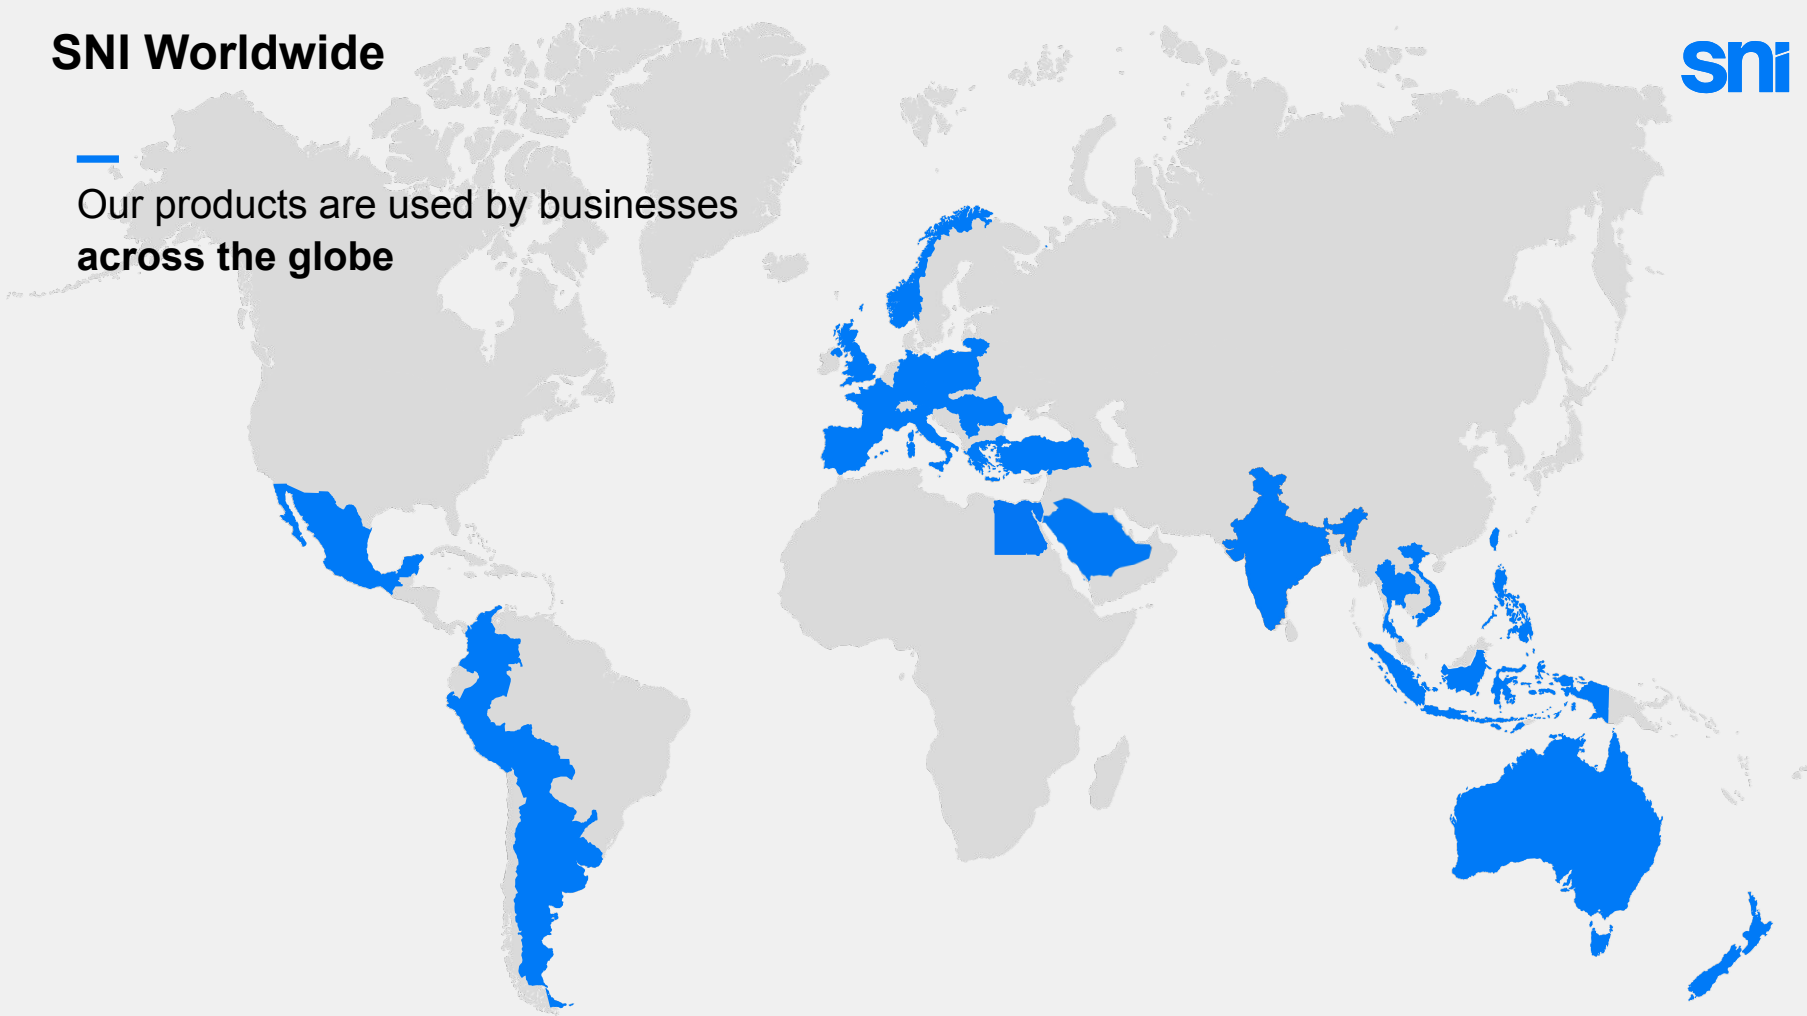 SNI Worldwide
sni
Our products are used by businesses
across the globe